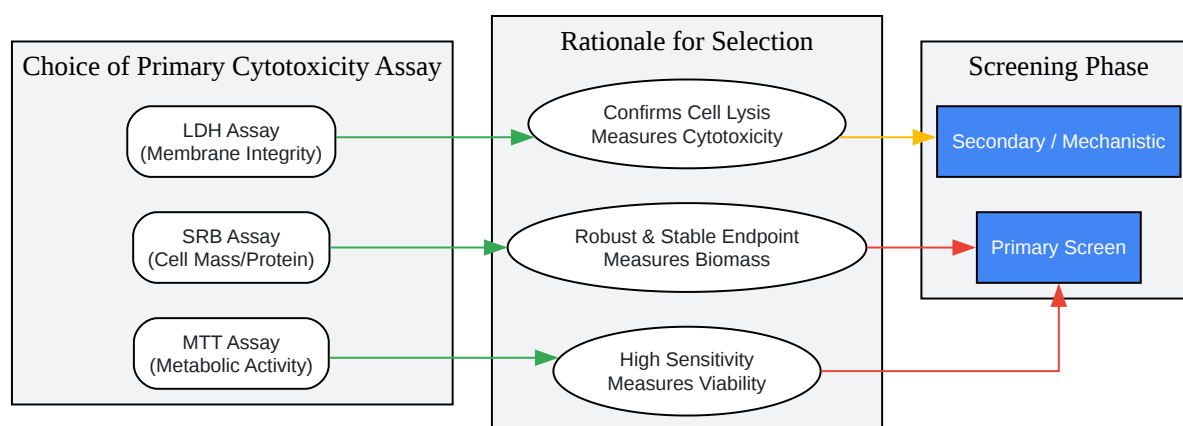 Choice of Primary Cytotoxicity Assay
LDH Assay
(Membrane Integrity)
SRB Assay
(Cell Mass/Protein)
MTT Assay
(Metabolic Activity)
Rationale for Selection
Confirms Cell Lysis
Measures Cytotoxicity
Robust & Stable Endpoint
Measures Biomass
High Sensitivity
Measures Viability
Screening Phase
Secondary / Mechanistic
Primary Screen